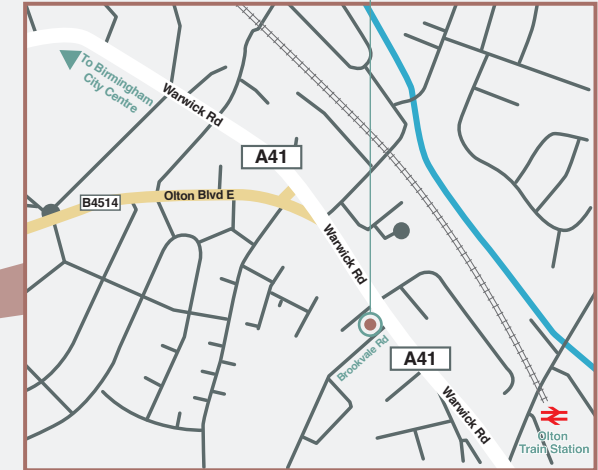 To Birmingham
City Centre
Warwick Rd
A41
B4514
Olton Blvd E
Warwick Rd
Brookvale Rd
A41
Warwick Rd
Olton
Train Station